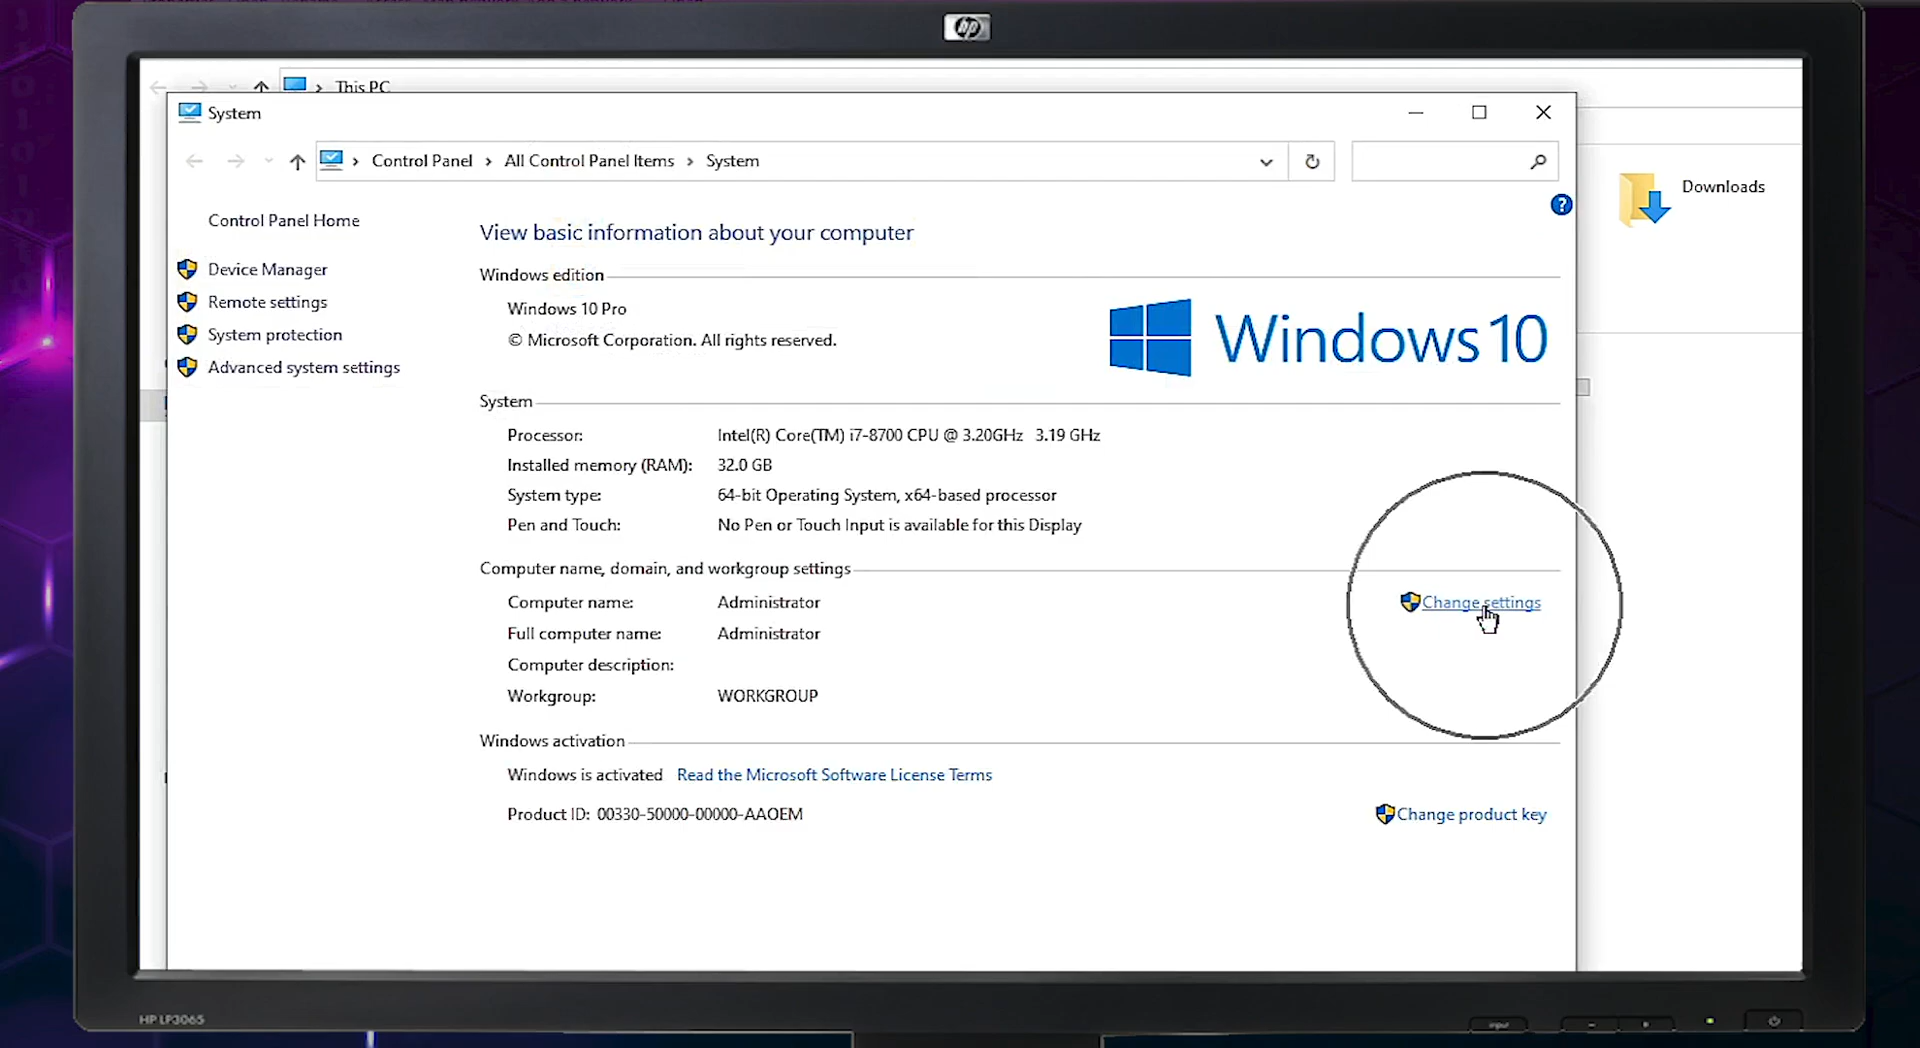 hp
This PC
System
Control Panel › All Control Panel Items › System
Downloads
Control Panel Home
Device Manager
Remote settings
System protection
Advanced system settings
View basic information about your computer
Windows edition
Windows 10 Pro
© Microsoft Corporation. All rights reserved.
Windows 10
System
Processor: Intel(R) Core(TM) i7-8700 CPU @ 3.20GHz 3.19 GHz
Installed memory (RAM): 32.0 GB
System type: 64-bit Operating System, x64-based processor
Pen and Touch: No Pen or Touch Input is available for this Display
Computer name, domain, and workgroup settings
Computer name: Administrator
Change settings
Full computer name: Administrator
Computer description:
Workgroup: WORKGROUP
Windows activation
Windows is activated Read the Microsoft Software License Terms
Product ID: 00330-50000-00000-AAOEM
Change product key
HP LP3065
input